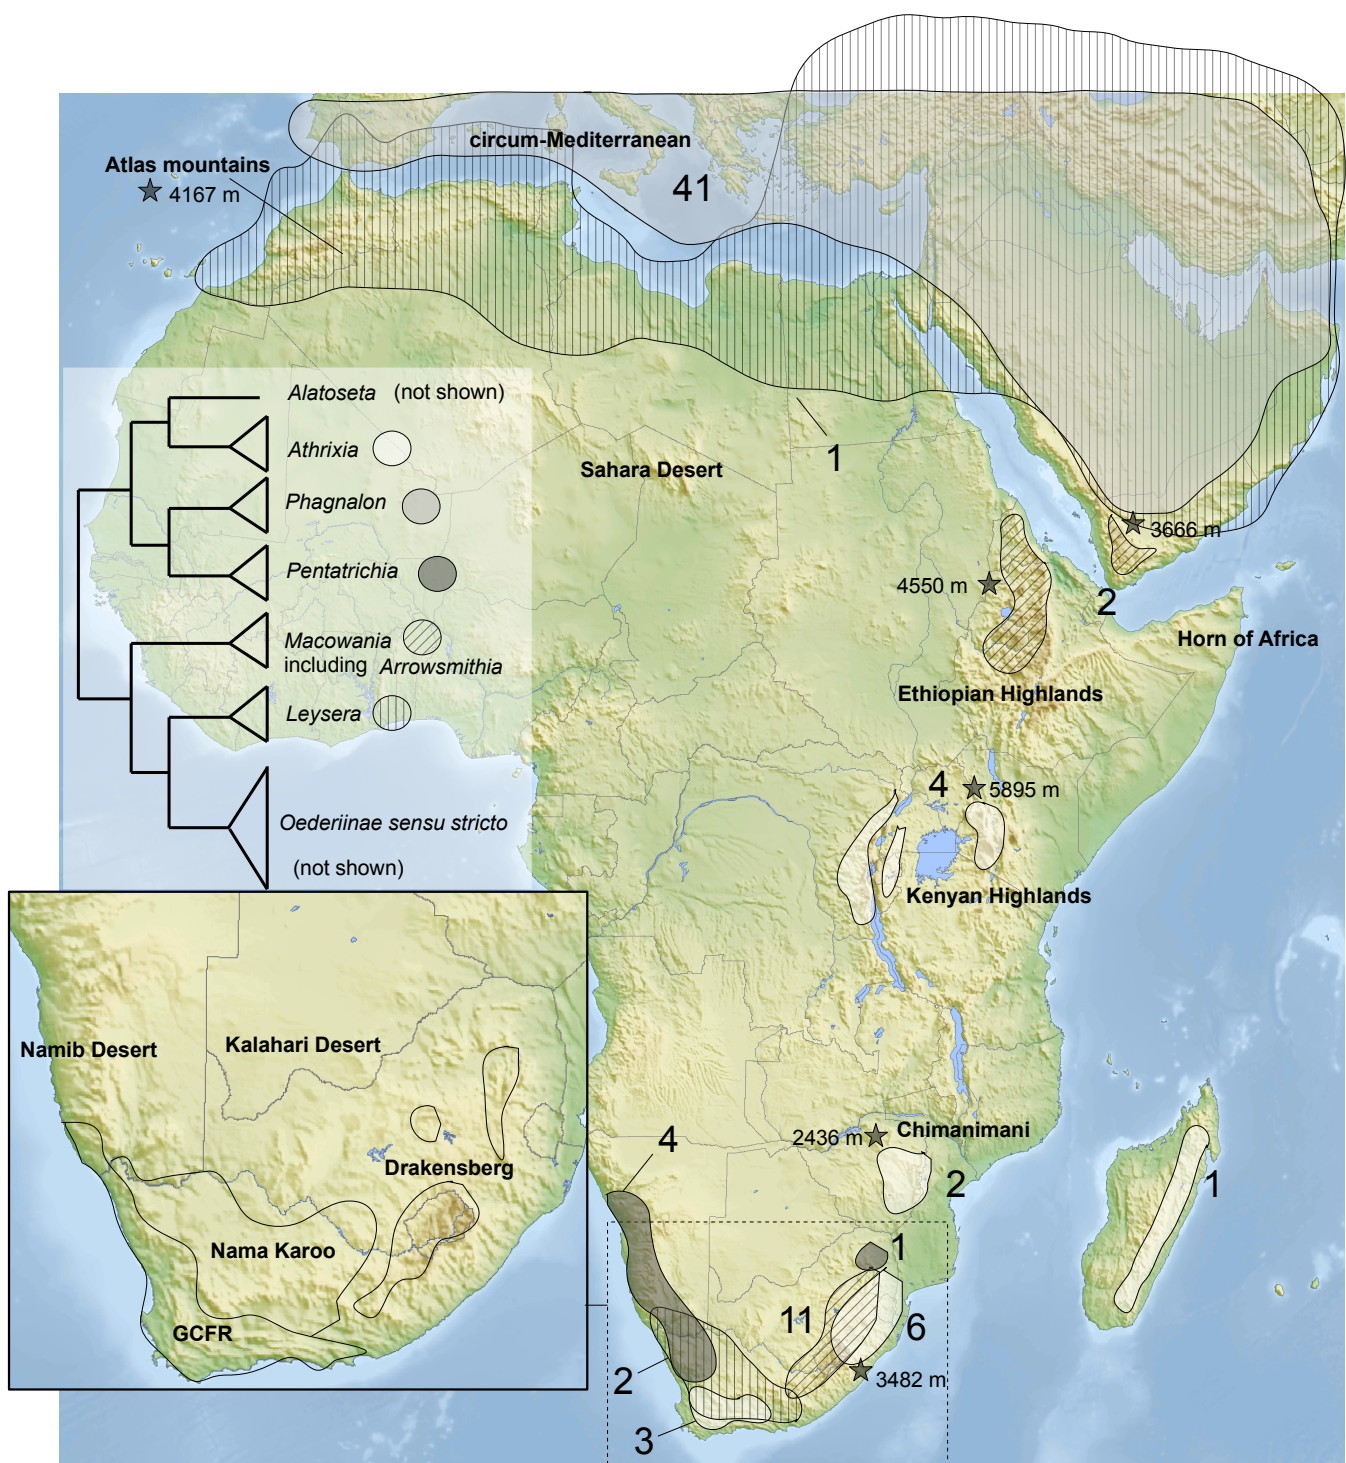 circum-Mediterranean
Atlas mountains
4167 m
41
Alatoseta (not shown)
Athrixia
Phagnalon
Pentatrichia
Macowania
including Arrowsmithia
Leysera
Oederiinae sensu stricto
(not shown)
1
Sahara Desert
3666 m
4550 m
2
Horn of Africa
Ethiopian Highlands
4
5895 m
Kenyan Highlands
Namib Desert
Kalahari Desert
Drakensberg
Nama Karoo
GCFR
2436 m
Chimanimani
4
2
1
1
11
6
2
3482 m
3